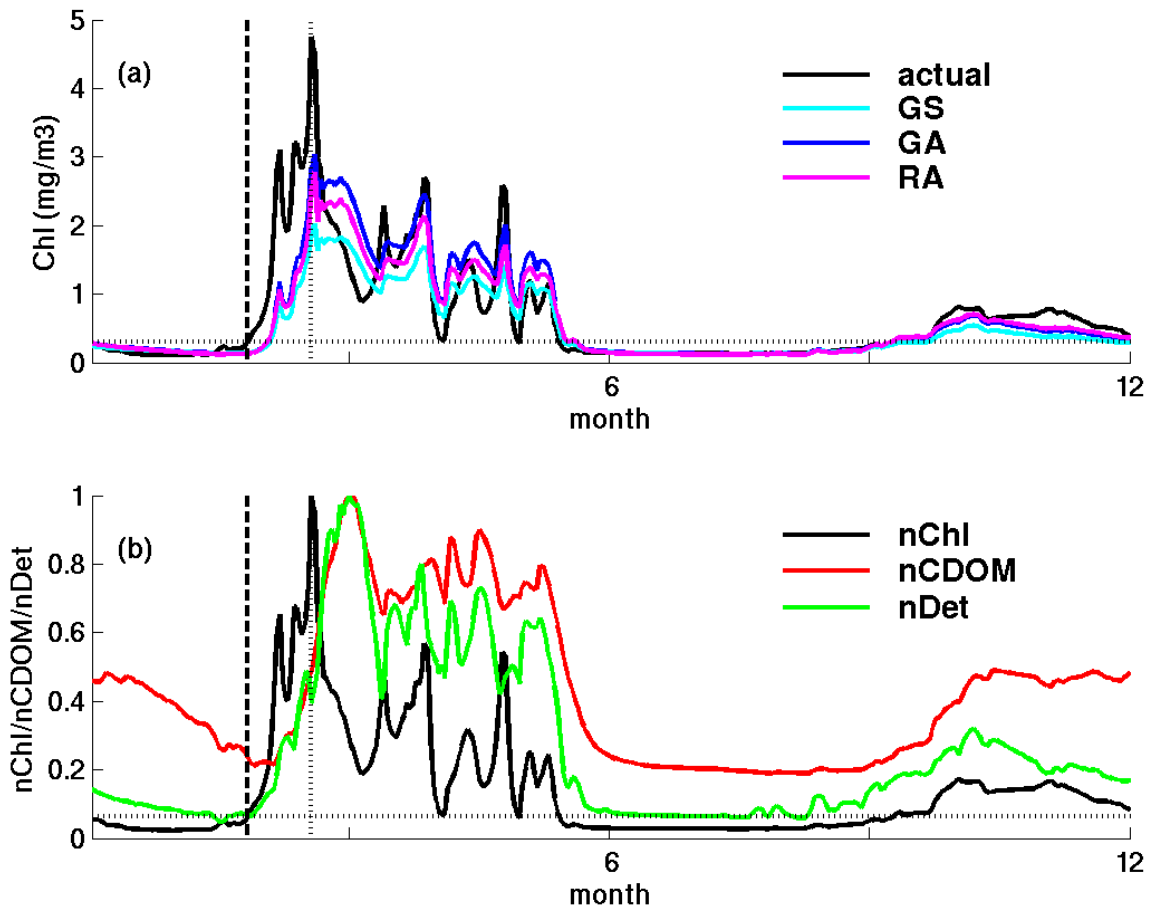 5
4
3
2
1
0
Chl (mg/m3)
(a)
actual
GS
GA
RA
6
12
month
1
0.8
0.6
0.4
0.2
0
nChl/nCDOM/nDet
(b)
nChl
nCDOM
nDet
6
12
month